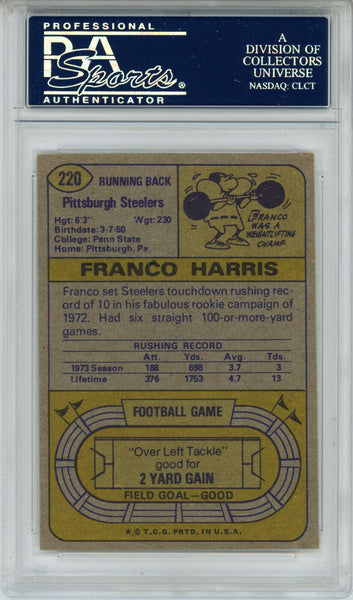 PROFESSIONAL
PSA
Sports
AUTHENTICATOR
A
DIVISION OF
COLLECTORS
UNIVERSE
NASDAQ: CLCT
220 RUNNING BACK
Pittsburgh Steelers
Hgt: 6'3" Wgt: 230
Birthdate: 3-7-50
College: Penn State
Home: Pittsburgh, Pa
FRANCO
WAS A
WEIGHTLIFTING
CHAMP.
FRANCO HARRIS
Franco set Steelers touchdown rushing rec-
ord of 10 in his fabulous rookie campaign of
1972. Had six straight 100-or-more-yard
games.
RUSHING RECORD
Att. Yds. Avg. Tds.
1973 Season 188 698 3.7 3
Lifetime 376 1753 4.7 13
FOOTBALL GAME
"Over Left Tackle"
good for
2 YARD GAIN
FIELD GOAL—GOOD
* © T.C.G. PRTD. IN U.S.A.